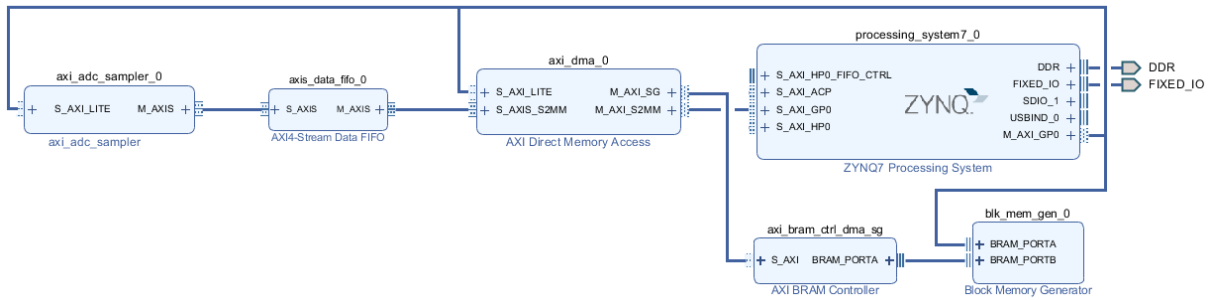 axi_adc_sampler_0
S_AXI_LITE M_AXIS
axi_adc_sampler
axis_data_fifo_0
S_AXIS M_AXIS
AXI4-Stream Data FIFO
axi_dma_0
S_AXI_LITE M_AXI_SG
S_AXIS_S2MM M_AXI_S2MM
AXI Direct Memory Access
processing_system7_0
S_AXI_HP0_FIFO_CTRL
S_AXI_ACP
S_AXI_GP0
S_AXI_HP0
ZYNQ
DDR
FIXED_IO
SDIO_1
USBIND_0
M_AXI_GP0
ZYNQ7 Processing System
DDR
FIXED_IO
axi_bram_ctrl_dma_sg
S_AXI BRAM_PORTA
AXI BRAM Controller
blk_mem_gen_0
BRAM_PORTA
BRAM_PORTB
Block Memory Generator